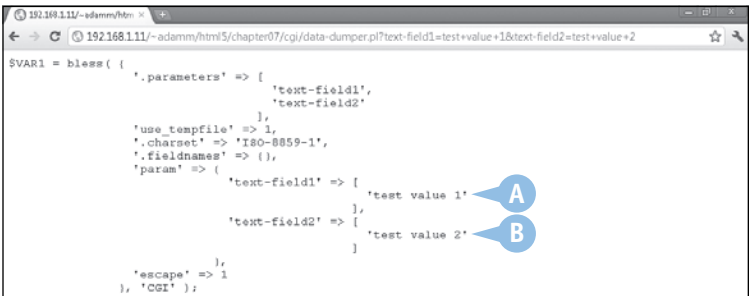 192.168.1.11/~adamm/htm
192.168.1.11/~adamm/html5/chapter07/cgi/data-dumper.pl?text-field1=test+value+1&text-field2=test+value+2
$VAR1 = bless( {
'.parameters' => [
'text-field1',
'text-field2'
],
'use_tempfile' => 1,
'.charset' => 'ISO-8859-1',
'.fieldnames' => {},
'param' => {
'text-field1' => [
'test value 1'
A
],
'text-field2' => [
'test value 2'
B
]
},
'escape' => 1
}, 'CGI' );